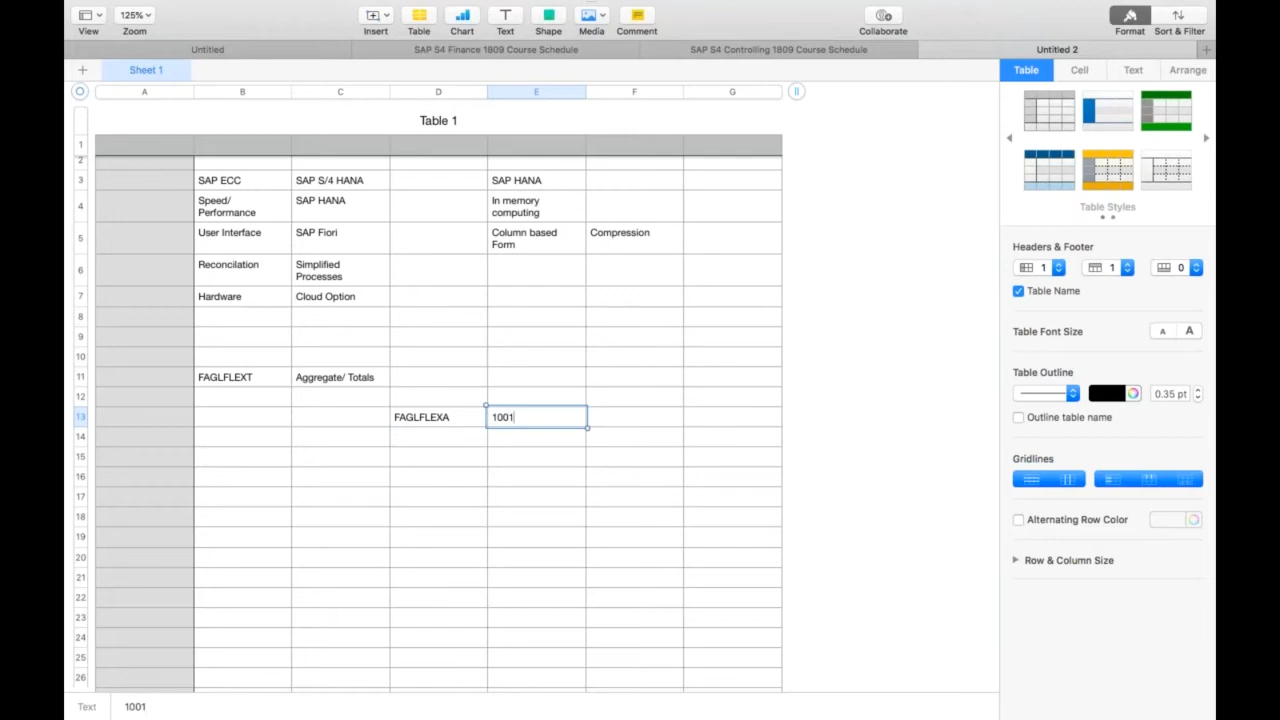 125%
View
Zoom
Insert
Table
Chart
Text
Shape
Media
Comment
Collaborate
Format
Sort & Filter
Untitled
SAP S4 Finance 1809 Course Schedule
SAP S4 Controlling 1809 Course Schedule
Untitled 2
Sheet 1
Table
Cell
Text
Arrange
A
B
C
D
E
F
G
Table 1
1
2
3
SAP ECC
SAP S/4 HANA
SAP HANA
4
Speed/
Performance
SAP HANA
In memory
computing
5
User Interface
SAP Fiori
Column based
Form
Compression
6
Reconcilation
Simplified
Processes
7
Hardware
Cloud Option
8
9
10
11
FAGLFLEXT
Aggregate/ Totals
12
13
FAGLFLEXA
1001
14
15
16
17
18
19
20
21
22
23
24
25
26
Table Styles
Headers & Footer
1
1
0
Table Name
Table Font Size
A
A
Table Outline
0.35 pt
Outline table name
Gridlines
Alternating Row Color
Row & Column Size
Text
1001